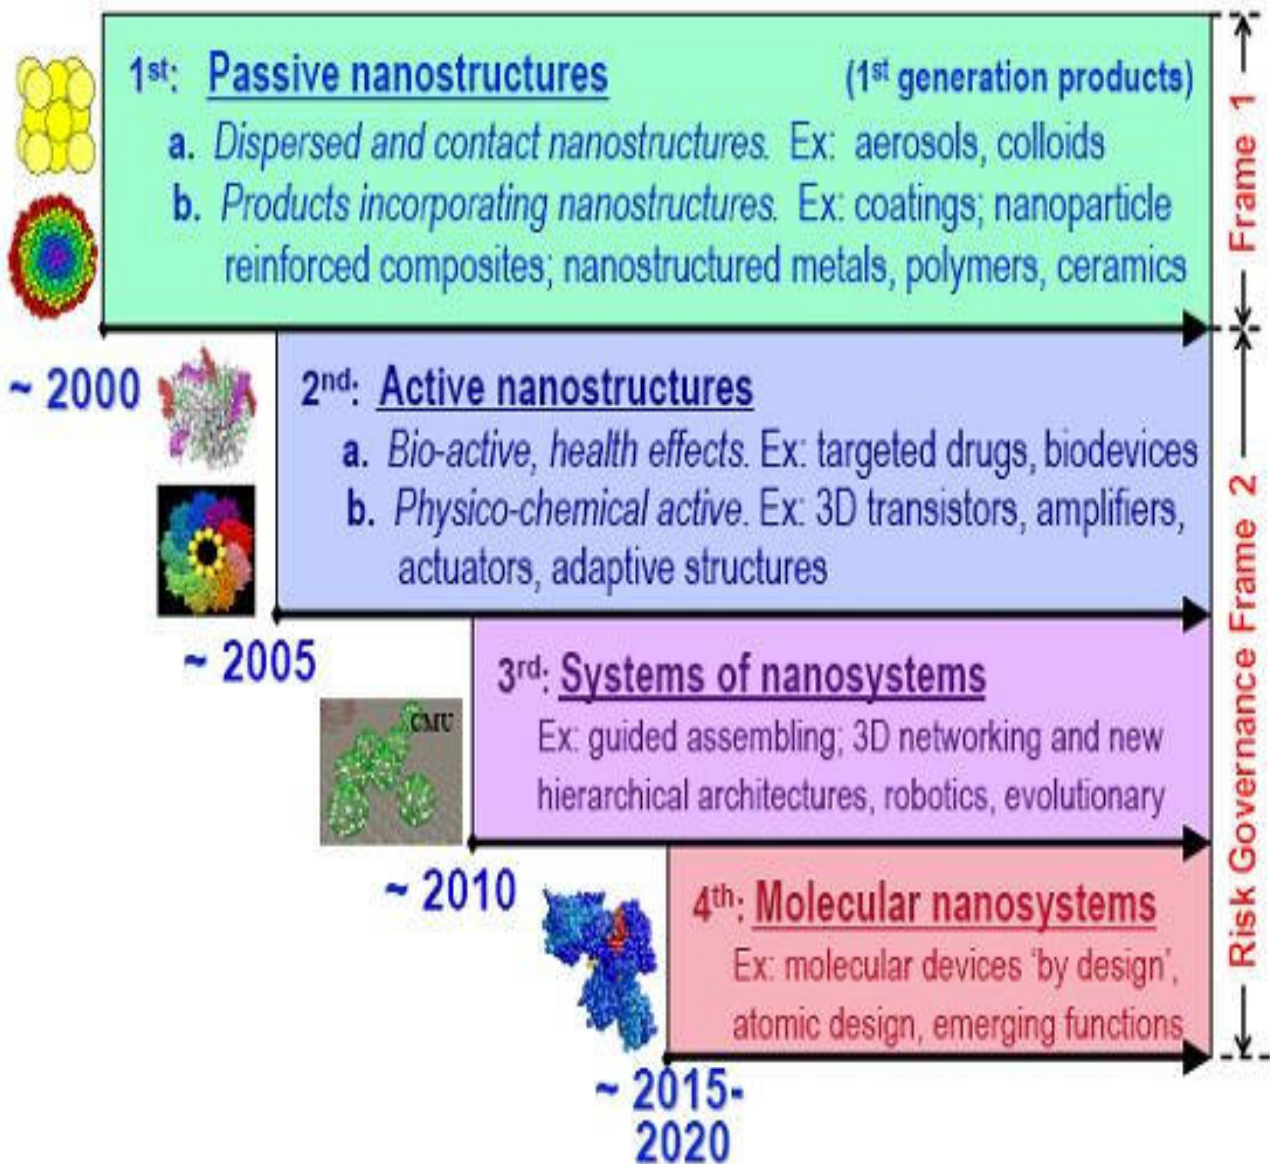 1st: Passive nanostructures (1st generation products)
a. Dispersed and contact nanostructures. Ex: aerosols, colloids
b. Products incorporating nanostructures. Ex: coatings; nanoparticle
reinforced composites; nanostructured metals, polymers, ceramics
Frame 1
~ 2000
2nd: Active nanostructures
a. Bio-active, health effects. Ex: targeted drugs, biodevices
b. Physico-chemical active. Ex: 3D transistors, amplifiers,
actuators, adaptive structures
~ 2005
3rd: Systems of nanosystems
Ex: guided assembling; 3D networking and new
hierarchical architectures, robotics, evolutionary
CMU
~ 2010
4th: Molecular nanosystems
Ex: molecular devices ‘by design’,
atomic design, emerging functions
~ 2015-
2020
Risk Governance Frame 2